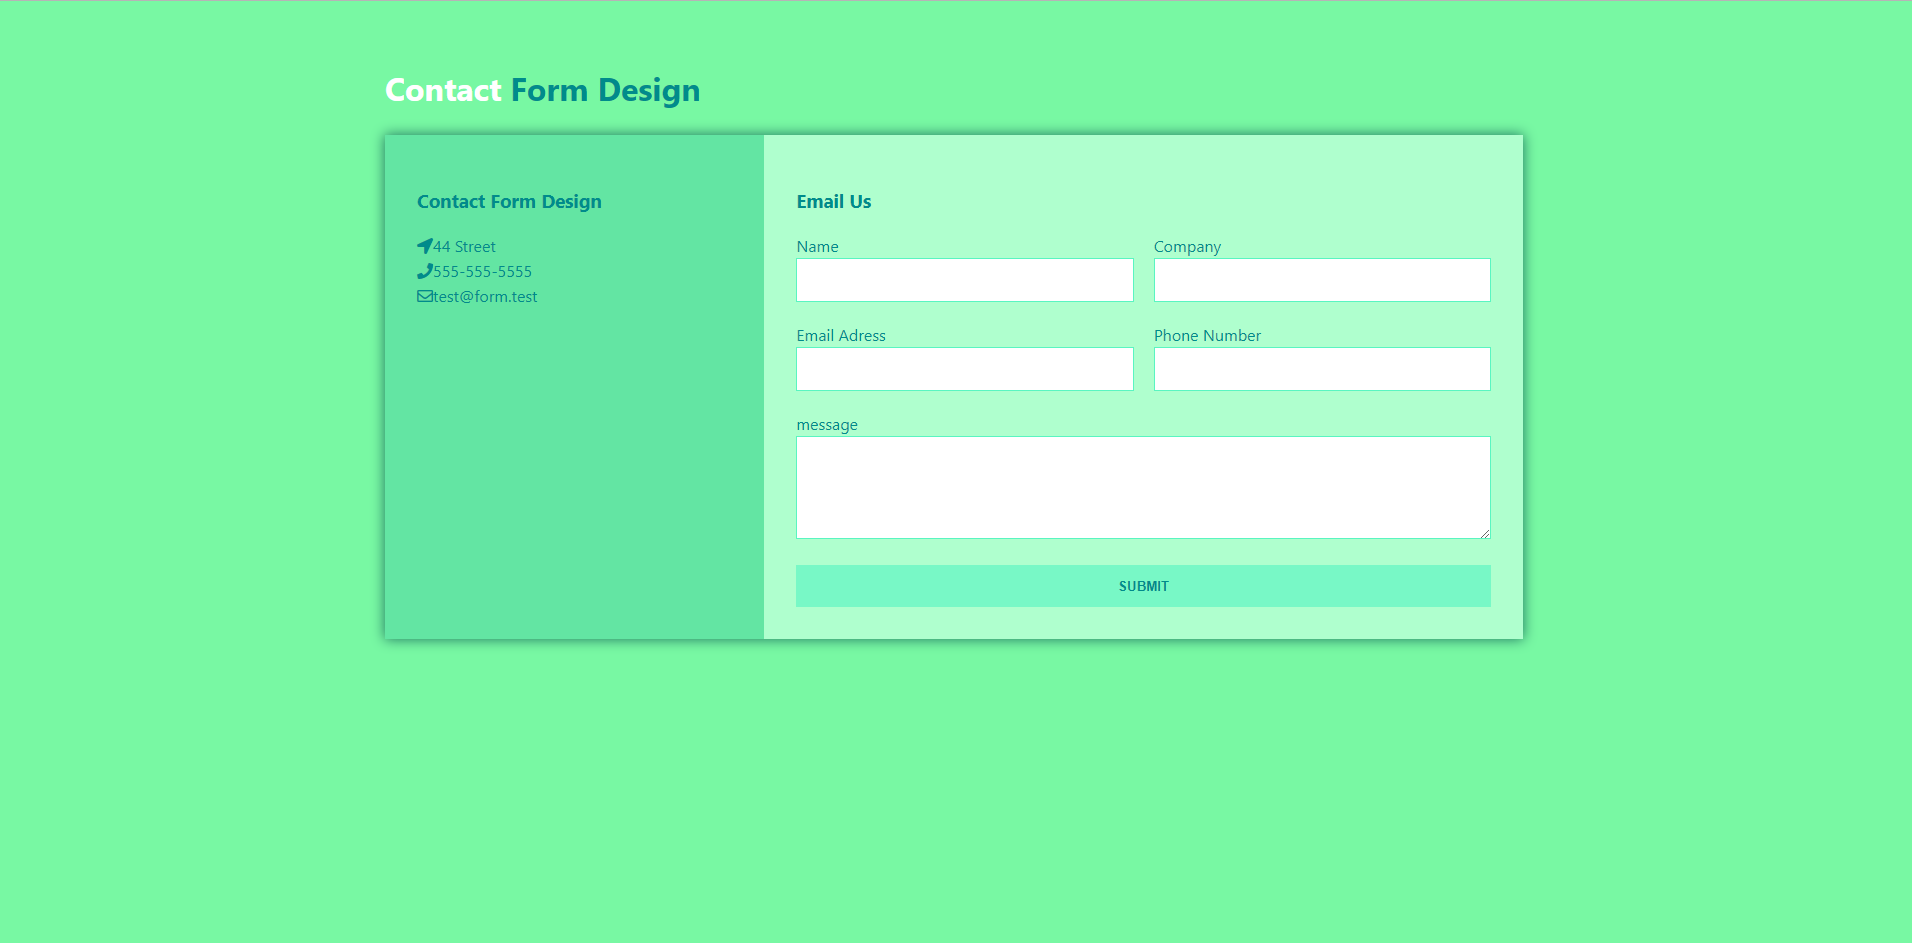 Contact Form Design
Contact Form Design
44 Street
555-555-5555
test@form.test
Email Us
Name
Company
Email Adress
Phone Number
message
SUBMIT